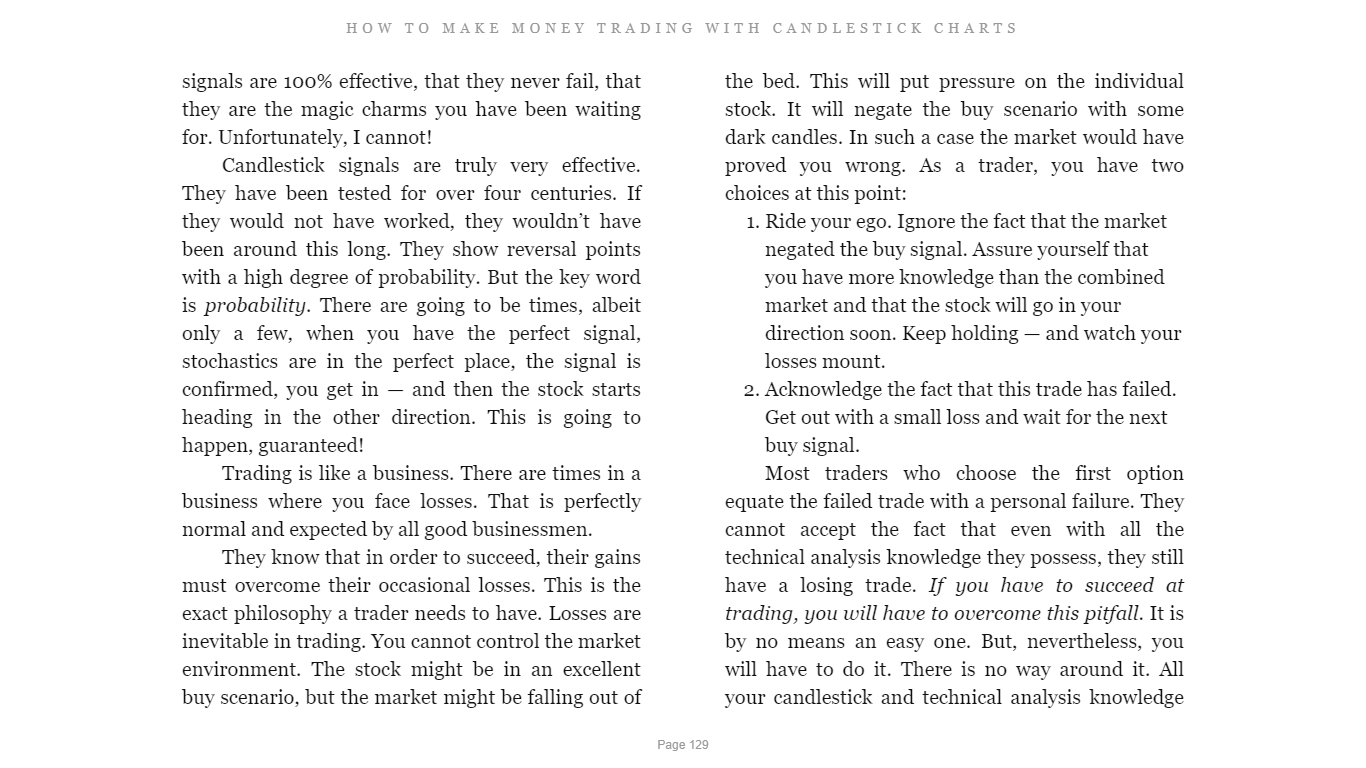 HOW TO MAKE MONEY TRADING WITH CANDLESTICK CHARTS
signals are 100% effective, that they never fail, that
they are the magic charms you have been waiting
for. Unfortunately, I cannot!
Candlestick signals are truly very effective.
They have been tested for over four centuries. If
they would not have worked, they wouldn’t have
been around this long. They show reversal points
with a high degree of probability. But the key word
is probability. There are going to be times, albeit
only a few, when you have the perfect signal,
stochastics are in the perfect place, the signal is
confirmed, you get in — and then the stock starts
heading in the other direction. This is going to
happen, guaranteed!
Trading is like a business. There are times in a
business where you face losses. That is perfectly
normal and expected by all good businessmen.
They know that in order to succeed, their gains
must overcome their occasional losses. This is the
exact philosophy a trader needs to have. Losses are
inevitable in trading. You cannot control the market
environment. The stock might be in an excellent
buy scenario, but the market might be falling out of
the bed. This will put pressure on the individual
stock. It will negate the buy scenario with some
dark candles. In such a case the market would have
proved you wrong. As a trader, you have two
choices at this point:
1. Ride your ego. Ignore the fact that the market
negated the buy signal. Assure yourself that
you have more knowledge than the combined
market and that the stock will go in your
direction soon. Keep holding — and watch your
losses mount.
2. Acknowledge the fact that this trade has failed.
Get out with a small loss and wait for the next
buy signal.
Most traders who choose the first option
equate the failed trade with a personal failure. They
cannot accept the fact that even with all the
technical analysis knowledge they possess, they still
have a losing trade. If you have to succeed at
trading, you will have to overcome this pitfall. It is
by no means an easy one. But, nevertheless, you
will have to do it. There is no way around it. All
your candlestick and technical analysis knowledge
Page 129